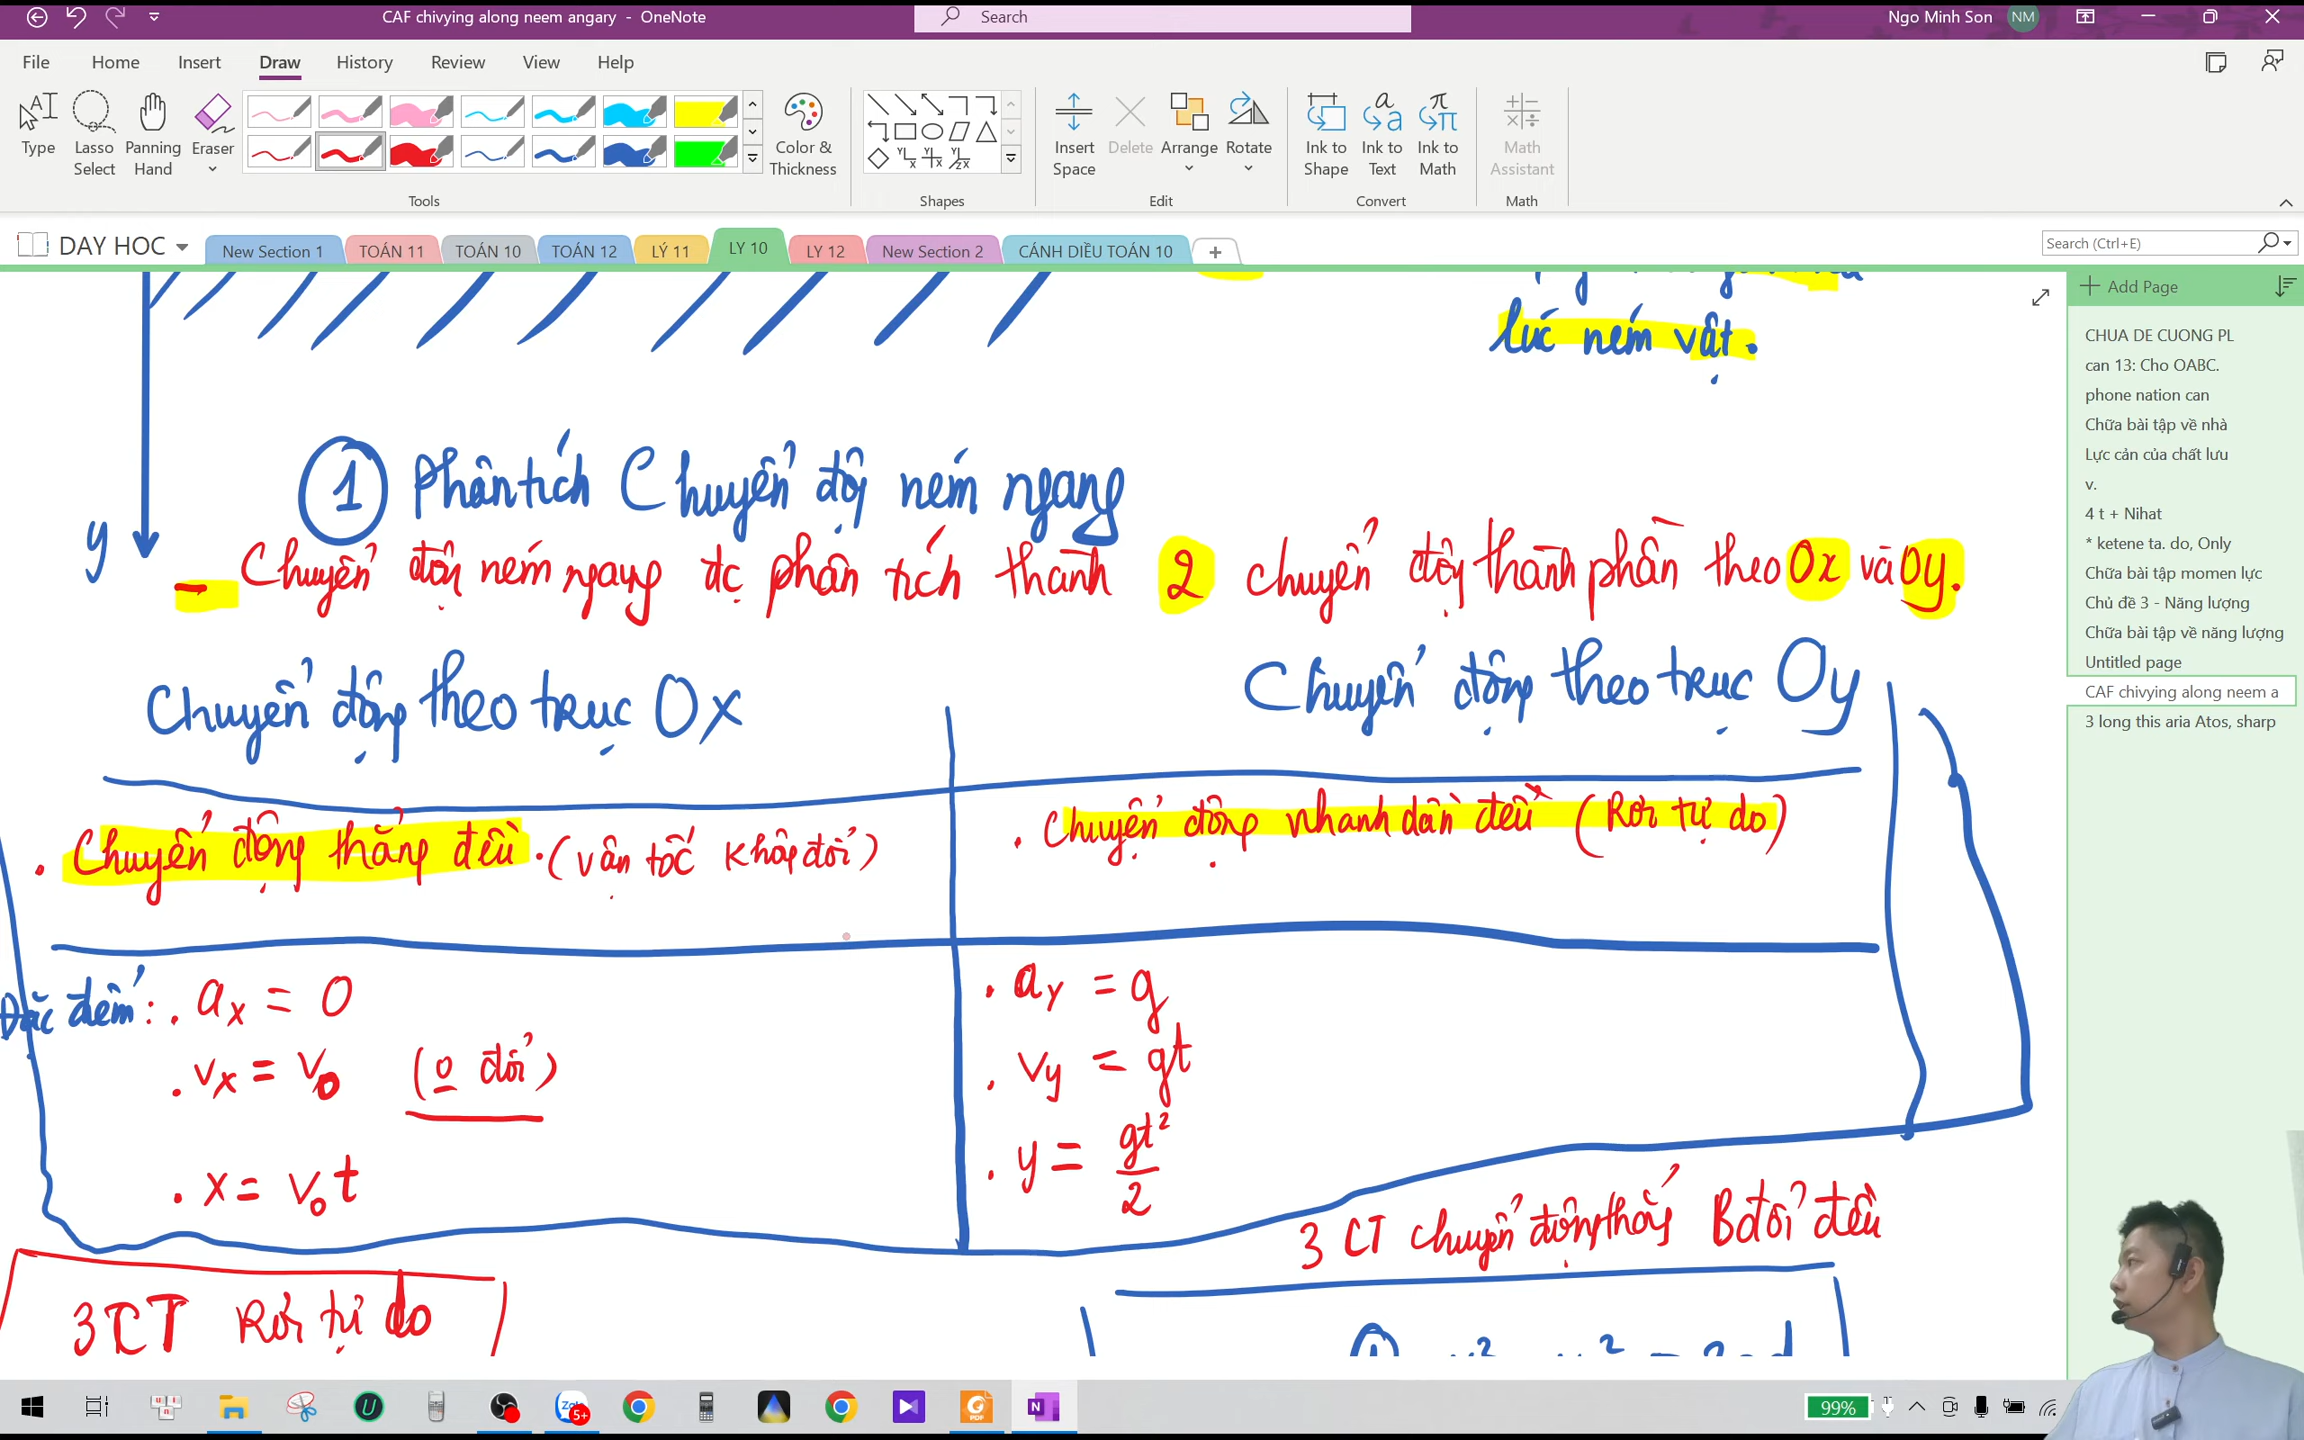 CAF chivying along neem angary - OneNote
Search
Ngo Minh Son NM
File Home Insert Draw History Review View Help
Type
Lasso Select
Panning Hand
Eraser
Color & Thickness
Insert Space
Delete
Arrange
Rotate
Ink to Shape
Ink to Text
Ink to Math
Math Assistant
Tools Shapes Edit Convert Math
DAY HOC
New Section 1 TOÁN 11 TOÁN 10 TOÁN 12 LÝ 11 LY 10 LY 12 New Section 2 CÁNH DIỀU TOÁN 10 +
Search (Ctrl+E)
Add Page
CHUA DE CUONG PL
can 13: Cho OABC.
phone nation can
Chữa bài tập về nhà
Lực cản của chất lưu
v.
4 t + Nihat
* ketene ta. do, Only
Chữa bài tập momen lực
Chủ đề 3 - Năng lượng
Chữa bài tập về năng lượng
Untitled page
CAF chivying along neem a
3 long this aria Atos, sharp
lúc ném vật.
y
1 Phân tích Chuyển độg ném ngang
- Chuyển độn ném ngang đc phân tích thành 2 chuyển độg thành phần theo Ox và Oy.
Chuyển động theo trục Ox
Chuyển động theo trục Oy
. Chuyển động thẳng đều . (vận tốc không đổi)
. Chuyển động nhanh dần đều (Rơi tự do)
Đặc điểm: . ax = 0
. vx = v0 (0 đổi)
. x = v0t
. ay = g
. vy = gt
. y = gt²/2
3 CT chuyển động thẳng B đổi đều
3 CT Rơi tự do
99%